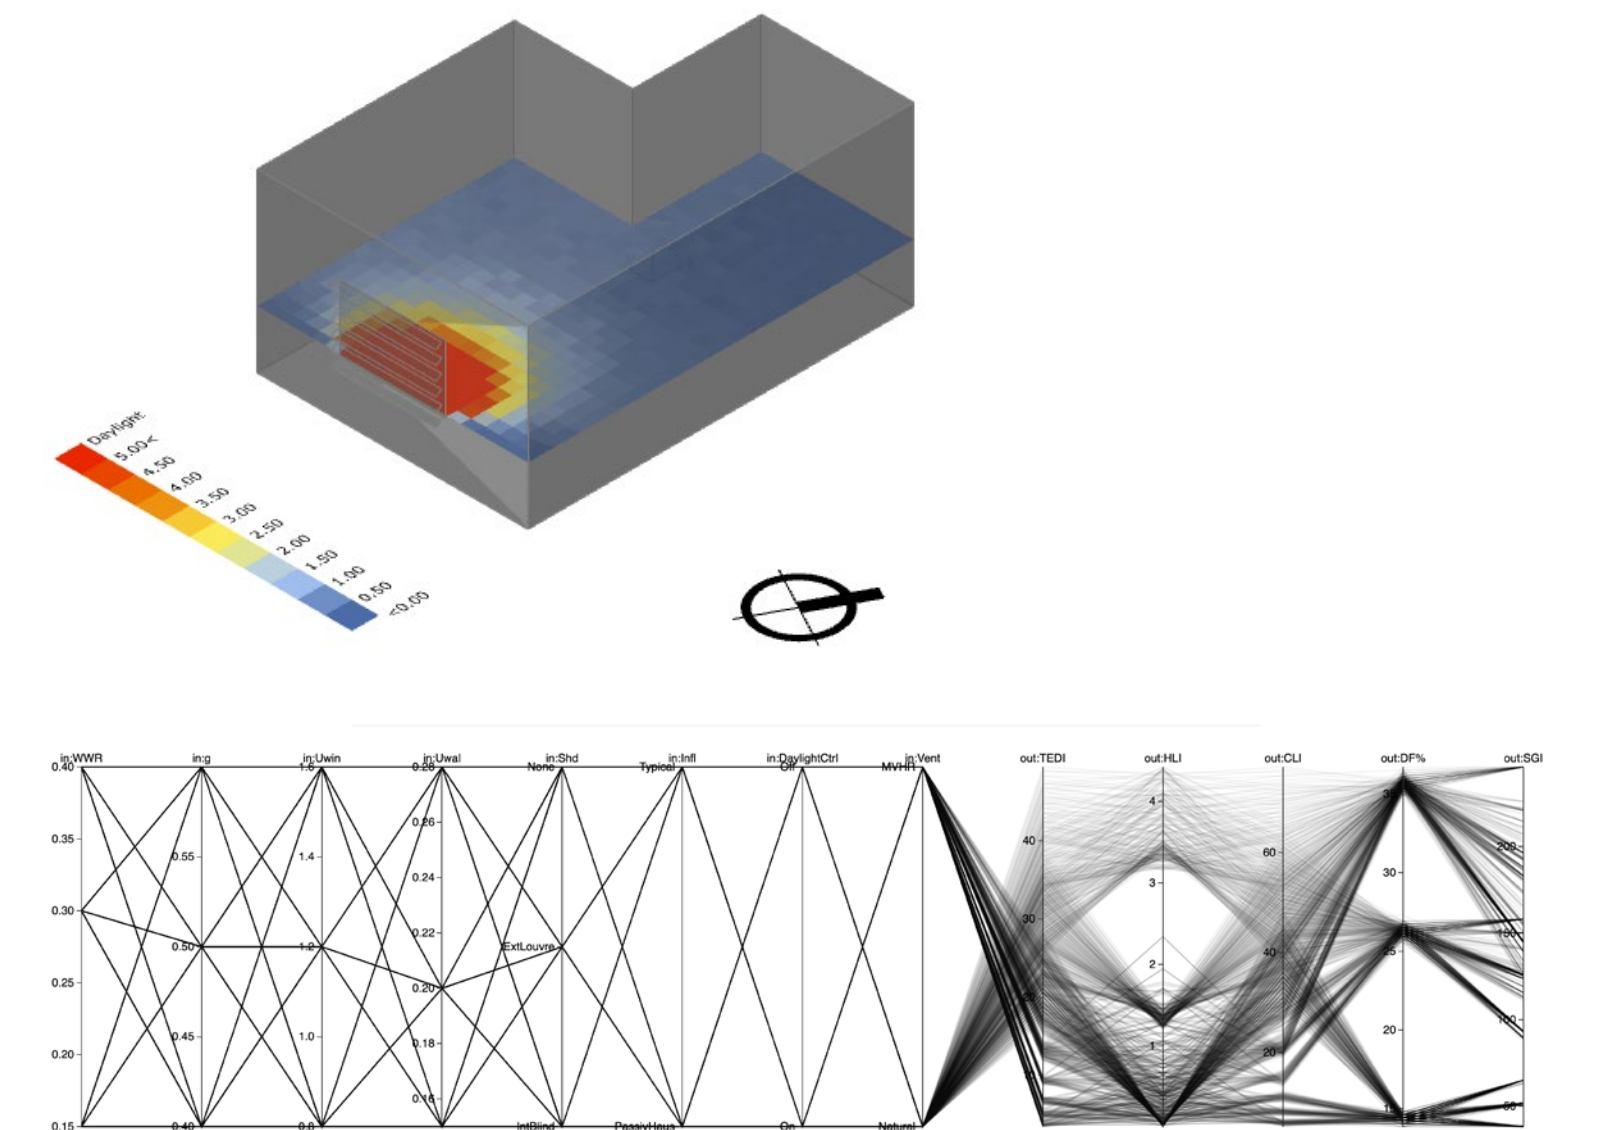 Daylight
5.00<
4.50
4.00
3.50
3.00
2.50
2.00
1.50
1.00
0.50
<0.00
in:WWR in:g in:Uwin in:Uwal in:Shd in:Infl in:DaylightCtrl in:Vent out:TEDI out:HLI out:CLI out:DF% out:SGI
0.40 1.6 0.28 None Typical Off MVHR
4
35
0.26
0.35 40 200
0.55 1.4 60
30
0.24 3
0.30 30
0.22 150
0.50 1.2 ExtLouvre 40 25
2
0.25 0.20 20
100
0.45 1.0 0.18 1 20 20
0.20
0.16
50
0.15 0.40 0.8 IntBlind PassivHaus On Natural